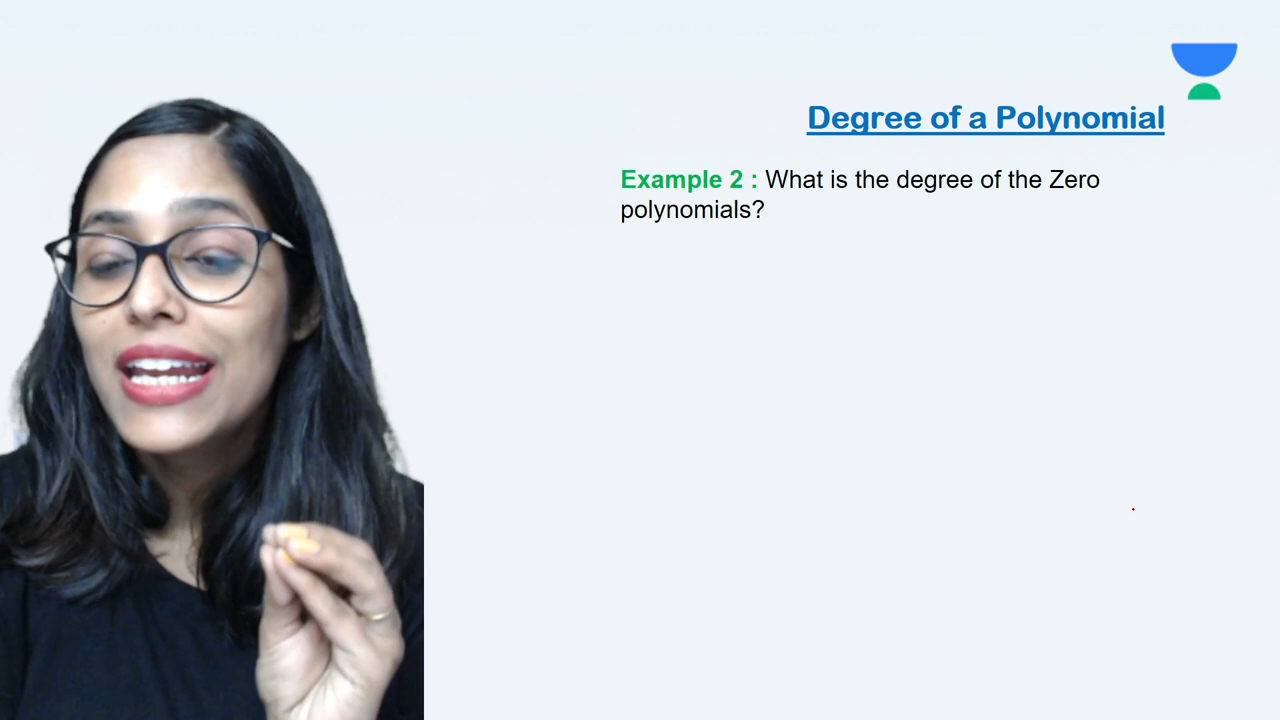 Degree of a Polynomial
Example 2 : What is the degree of the Zero
polynomials?